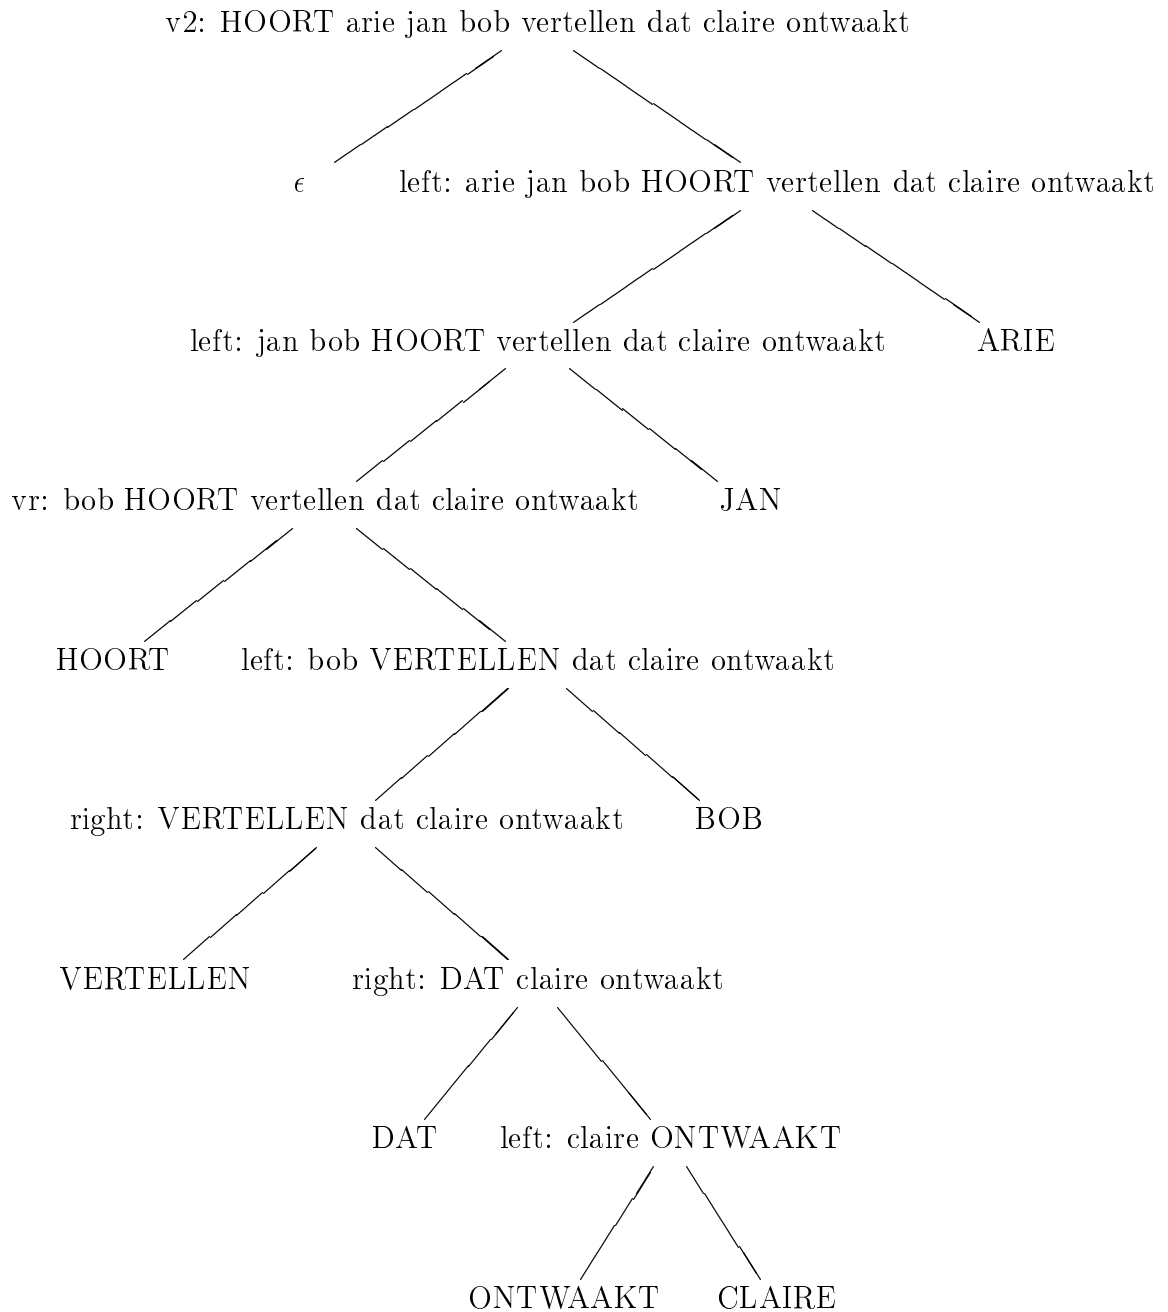 v2: HOORT arie jan bob vertellen dat claire ontwaakt
ϵ left: arie jan bob HOORT vertellen dat claire ontwaakt
left: jan bob HOORT vertellen dat claire ontwaakt ARIE
vr: bob HOORT vertellen dat claire ontwaakt JAN
HOORT left: bob VERTELLEN dat claire ontwaakt
right: VERTELLEN dat claire ontwaakt BOB
VERTELLEN right: DAT claire ontwaakt
DAT left: claire ONTWAAKT
ONTWAAKT CLAIRE